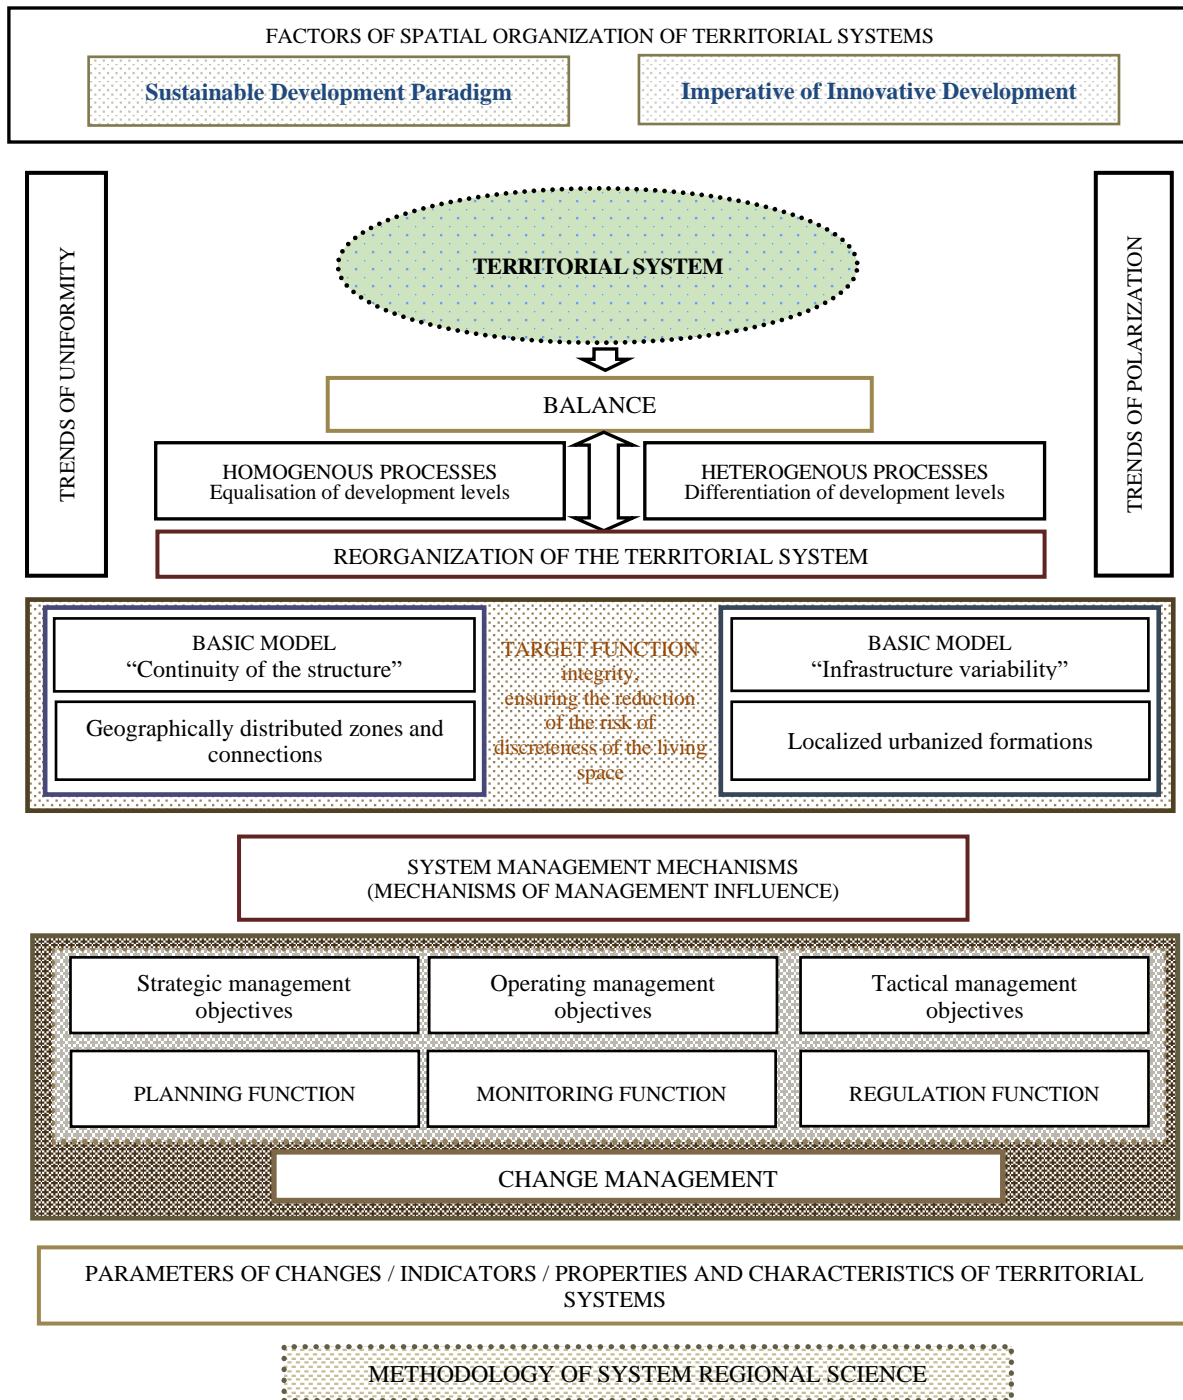 FACTORS OF SPATIAL ORGANIZATION OF TERRITORIAL SYSTEMS
Sustainable Development Paradigm
Imperative of Innovative Development
TRENDS OF UNIFORMITY
TERRITORIAL SYSTEM
TRENDS OF POLARIZATION
BALANCE
HOMOGENOUS PROCESSES
Equalisation of development levels
HETEROGENOUS PROCESSES
Differentiation of development levels
REORGANIZATION OF THE TERRITORIAL SYSTEM
BASIC MODEL
“Continuity of the structure”
Geographically distributed zones and
connections
TARGET FUNCTION
integrity,
ensuring the reduction
of the risk of
discreteness of the living
space
BASIC MODEL
“Infrastructure variability”
Localized urbanized formations
SYSTEM MANAGEMENT MECHANISMS
(MECHANISMS OF MANAGEMENT INFLUENCE)
Strategic management
objectives
Operating management
objectives
Tactical management
objectives
PLANNING FUNCTION
MONITORING FUNCTION
REGULATION FUNCTION
CHANGE MANAGEMENT
PARAMETERS OF CHANGES / INDICATORS / PROPERTIES AND CHARACTERISTICS OF TERRITORIAL
SYSTEMS
METHODOLOGY OF SYSTEM REGIONAL SCIENCE